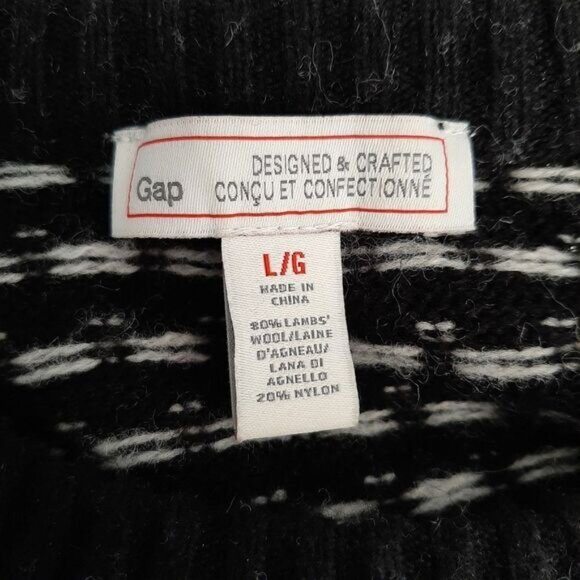 Gap
DESIGNED & CRAFTED
CONÇU ET CONFECTIONNÉ
L/G
MADE IN
CHINA
80% LAMBS'
WOOL/LAINE
D'AGNEAU/
LANA DI
AGNELLO
20% NYLON